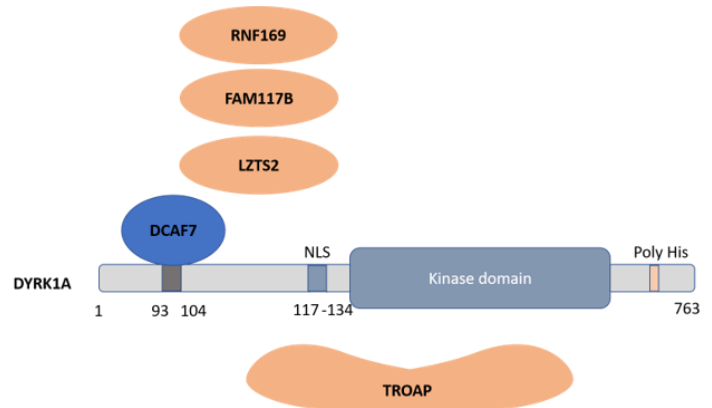 RNF169
FAM117B
LZTS2
DCAF7
NLS
Poly His
Kinase domain
DYRK1A
1
93
104
117-134
763
TROAP